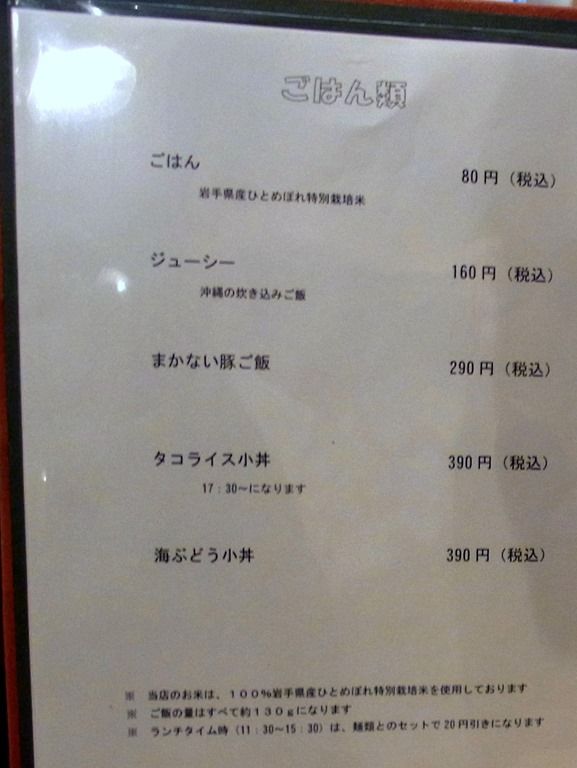 ごはん類
ごはん 80円（税込）
岩手県産ひとめぼれ特別栽培米
ジューシー 160円（税込）
沖縄の炊き込みご飯
まかない豚ご飯 290円（税込）
タコライス小丼 390円（税込）
17：30～になります
海ぶどう小丼 390円（税込）
※ 当店のお米は、１００％岩手県産ひとめぼれ特別栽培米を使用しております
※ ご飯の量はすべて約１３０ｇになります
※ ランチタイム時（11：30～15：30）は、麺類とのセットで20円引きになります